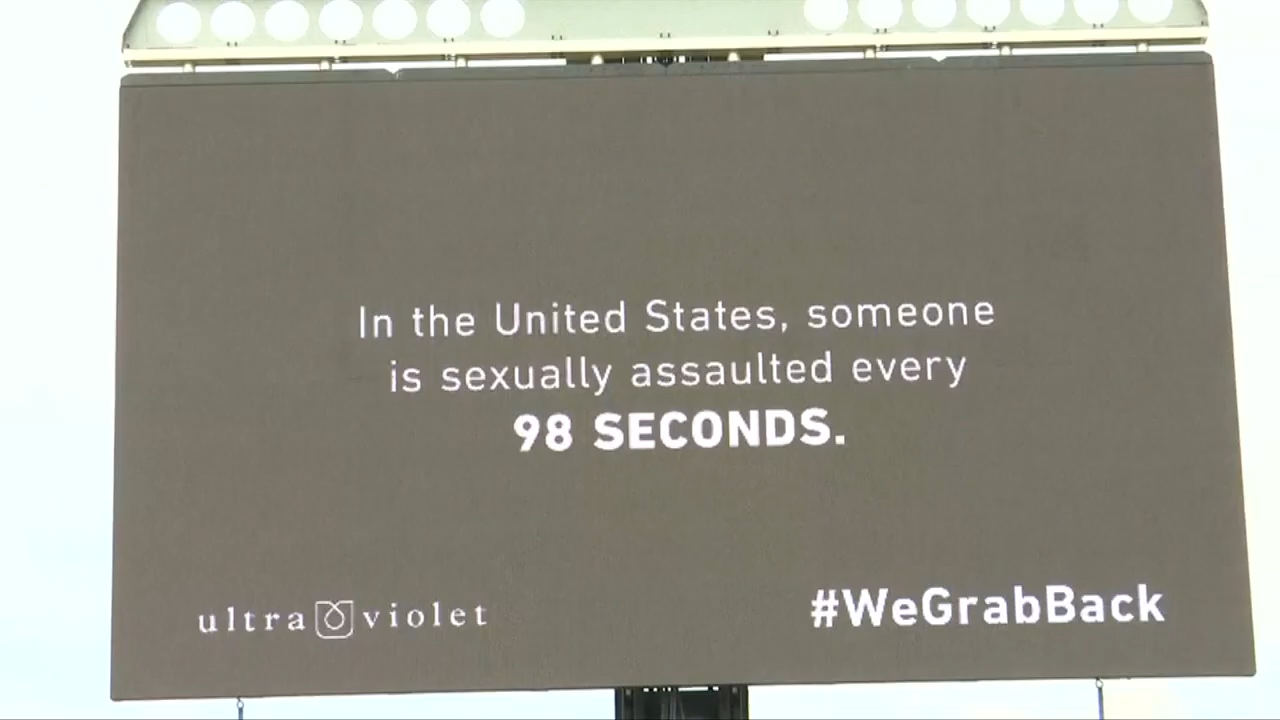 In the United States, someone
is sexually assaulted every
98 SECONDS.
ultra violet
#WeGrabBack